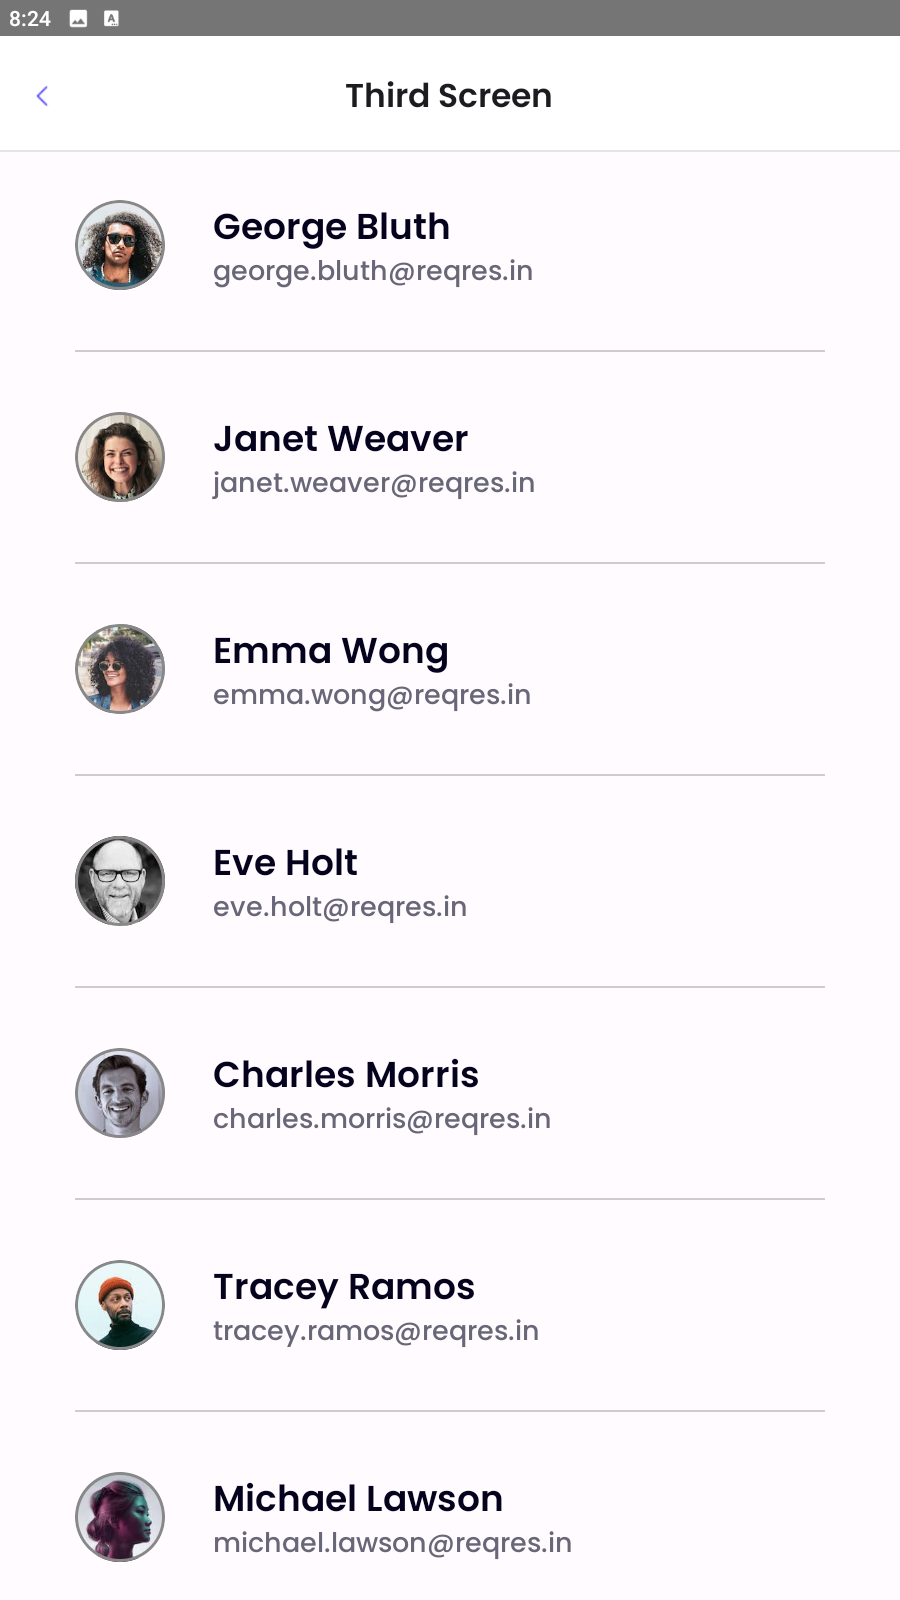 8:24
Third Screen
George Bluth
george.bluth@reqres.in
Janet Weaver
janet.weaver@reqres.in
Emma Wong
emma.wong@reqres.in
Eve Holt
eve.holt@reqres.in
Charles Morris
charles.morris@reqres.in
Tracey Ramos
tracey.ramos@reqres.in
Michael Lawson
michael.lawson@reqres.in